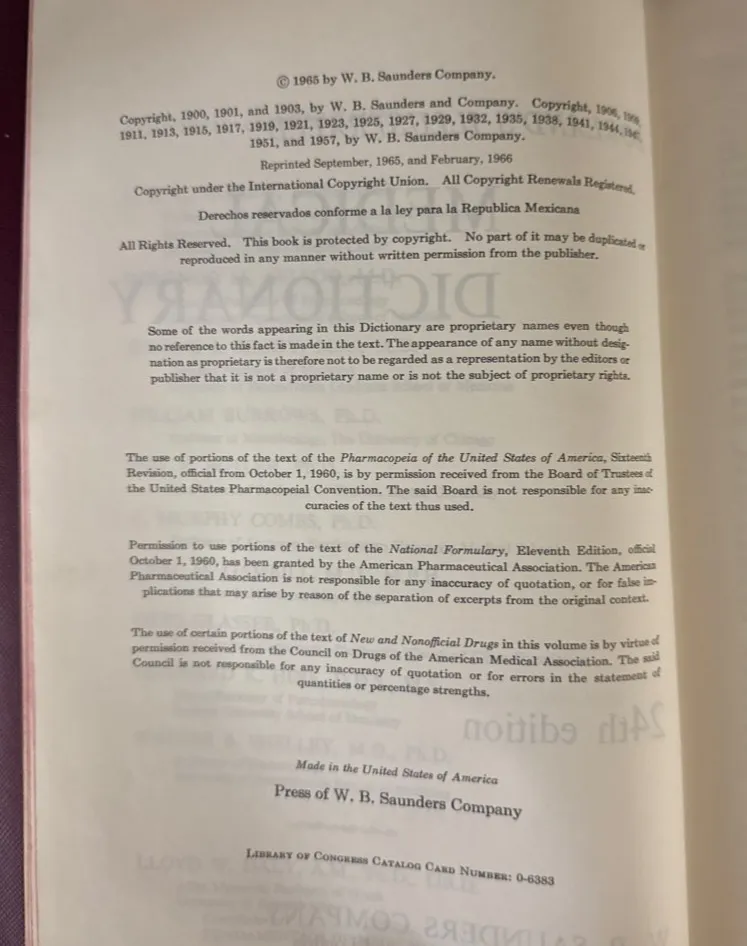 © 1965 by W. B. Saunders Company.
Copyright, 1900, 1901, and 1903, by W. B. Saunders and Company. Copyright, 1906,
1911, 1913, 1915, 1917, 1919, 1921, 1923, 1925, 1927, 1929, 1932, 1935, 1938, 1941, 1944,
1951, and 1957, by W. B. Saunders Company.
Reprinted September, 1965, and February, 1966
Copyright under the International Copyright Union. All Copyright Renewals Registered.
Derechos reservados conforme a la ley para la Republica Mexicana
All Rights Reserved. This book is protected by copyright. No part of it may be duplicated or
reproduced in any manner without written permission from the publisher.
Some of the words appearing in this Dictionary are proprietary names even though
no reference to this fact is made in the text. The appearance of any name without desig-
nation as proprietary is therefore not to be regarded as a representation by the editors or
publisher that it is not a proprietary name or is not the subject of proprietary rights.
The use of portions of the text of the Pharmacopeia of the United States of America, Sixteenth
Revision, official from October 1, 1960, is by permission received from the Board of Trustees of
the United States Pharmacopeial Convention. The said Board is not responsible for any inac-
curacies of the text thus used.
Permission to use portions of the text of the National Formulary, Eleventh Edition, official
October 1, 1960, has been granted by the American Pharmaceutical Association. The American
Pharmaceutical Association is not responsible for any inaccuracy of quotation, or for false im-
plications that may arise by reason of the separation of excerpts from the original context.
The use of certain portions of the text of New and Nonofficial Drugs in this volume is by virtue of
permission received from the Council on Drugs of the American Medical Association. The said
Council is not responsible for any inaccuracy of quotation or for errors in the statement of
quantities or percentage strengths.
Made in the United States of America
Press of W. B. Saunders Company
Library of Congress Catalog Card Number: 0-6383